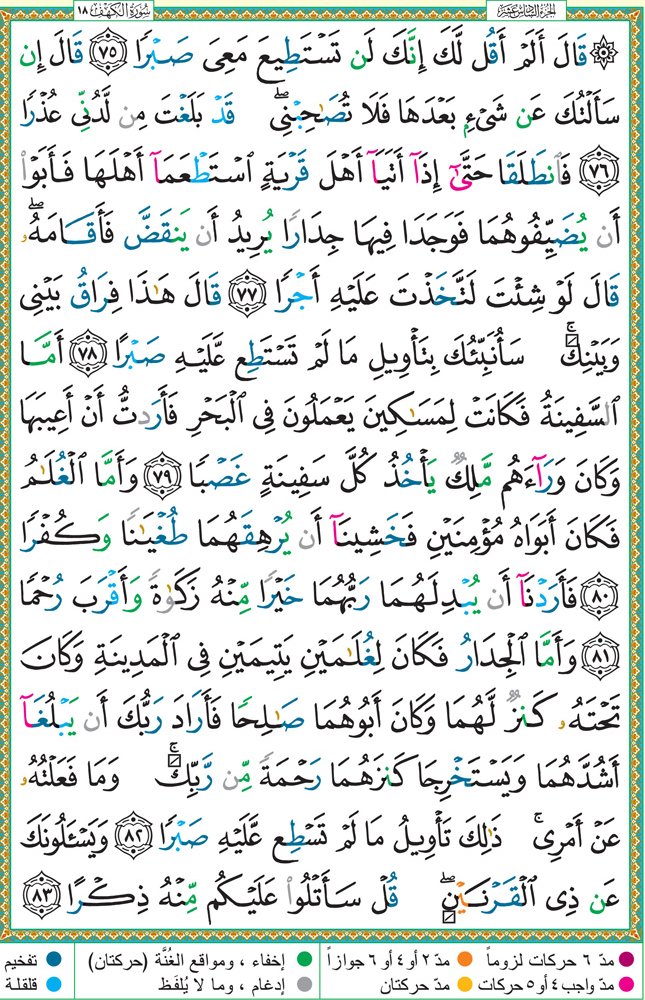 الجزء السادس عشر
سورة الكهف ١٨
۞ قَالَ أَلَمْ أَقُل لَّكَ إِنَّكَ لَن تَسْتَطِيعَ مَعِىَ صَبْرًا ٧٥ قَالَ إِن
سَأَلْتُكَ عَن شَىْءٍۭ بَعْدَهَا فَلَا تُصَٰحِبْنِى ۖ قَدْ بَلَغْتَ مِن لَّدُنِّى عُذْرًا
٧٦ فَٱنطَلَقَا حَتَّىٰٓ إِذَآ أَتَيَآ أَهْلَ قَرْيَةٍ ٱسْتَطْعَمَآ أَهْلَهَا فَأَبَوْا۟
أَن يُضَيِّفُوهُمَا فَوَجَدَا فِيهَا جِدَارًا يُرِيدُ أَن يَنقَضَّ فَأَقَامَهُۥ ۖ
قَالَ لَوْ شِئْتَ لَتَّخَذْتَ عَلَيْهِ أَجْرًا ٧٧ قَالَ هَٰذَا فِرَاقُ بَيْنِى
وَبَيْنِكَ ۚ سَأُنَبِّئُكَ بِتَأْوِيلِ مَا لَمْ تَسْتَطِع عَّلَيْهِ صَبْرًا ٧٨ أَمَّا
ٱلسَّفِينَةُ فَكَانَتْ لِمَسَٰكِينَ يَعْمَلُونَ فِى ٱلْبَحْرِ فَأَرَدتُّ أَنْ أَعِيبَهَا
وَكَانَ وَرَآءَهُم مَّلِكٌ يَأْخُذُ كُلَّ سَفِينَةٍ غَصْبًا ٧٩ وَأَمَّا ٱلْغُلَٰمُ
فَكَانَ أَبَوَاهُ مُؤْمِنَيْنِ فَخَشِينَآ أَن يُرْهِقَهُمَا طُغْيَٰنًا وَكُفْرًا
٨٠ فَأَرَدْنَآ أَن يُبْدِلَهُمَا رَبُّهُمَا خَيْرًا مِّنْهُ زَكَوٰةً وَأَقْرَبَ رُحْمًا
٨١ وَأَمَّا ٱلْجِدَارُ فَكَانَ لِغُلَٰمَيْنِ يَتِيمَيْنِ فِى ٱلْمَدِينَةِ وَكَانَ
تَحْتَهُۥ كَنزٌ لَّهُمَا وَكَانَ أَبُوهُمَا صَٰلِحًا فَأَرَادَ رَبُّكَ أَن يَبْلُغَآ
أَشُدَّهُمَا وَيَسْتَخْرِجَا كَنزَهُمَا رَحْمَةً مِّن رَّبِّكَ ۚ وَمَا فَعَلْتُهُۥ
عَنْ أَمْرِى ۚ ذَٰلِكَ تَأْوِيلُ مَا لَمْ تَسْطِع عَّلَيْهِ صَبْرًا ٨٢ وَيَسْـَٔلُونَكَ
عَن ذِى ٱلْقَرْنَيْنِ ۖ قُلْ سَأَتْلُوا۟ عَلَيْكُم مِّنْهُ ذِكْرًا ٨٣
مدّ ٦ حركات لزوماً
مدّ ٢ أو ٤ أو ٦ جوازاً
إخفاء ، ومواقع الغُنَّة (حركتان)
تفخيم
مدّ واجب ٤ أو ٥ حركات
مدّ حركتان
إدغام ، وما لا يُلفَظ
قلقلة